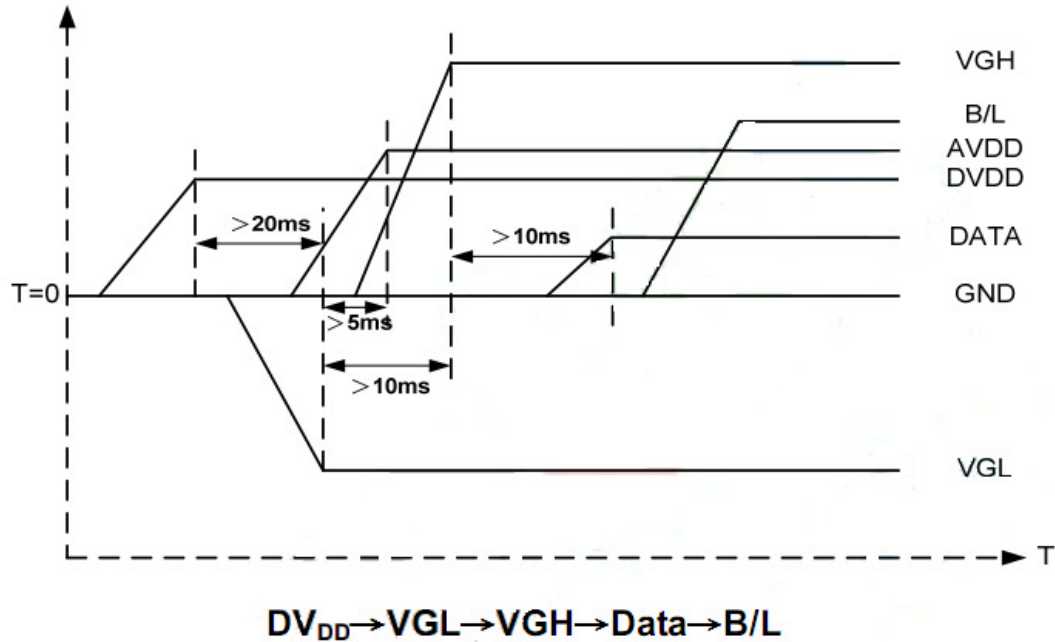 VGH
B/L
AVDD
DVDD
>20ms
>10ms
DATA
T=0
GND
>5ms
>10ms
VGL
T
DVDD→VGL→VGH→Data→B/L